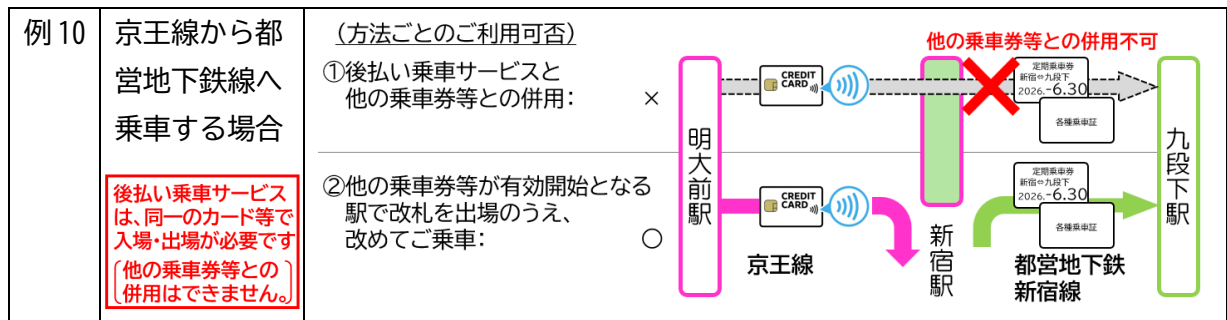 例10
京王線から都
営地下鉄線へ
乗車する場合
後払い乗車サービス
は、同一のカード等で
入場・出場が必要です
他の乗車券等との
併用はできません。
(方法ごとのご利用可否)
①後払い乗車サービスと
他の乗車券等との併用： ×
②他の乗車券等が有効開始となる
駅で改札を出場のうえ、
改めてご乗車： ○
他の乗車券等との併用不可
明大前駅
CREDIT
CARD
定期乗車券
新宿⇔九段下
2026.-6.30
各種乗車証
九段下駅
CREDIT
CARD
定期乗車券
新宿⇔九段下
2026.-6.30
各種乗車証
京王線
新宿駅
都営地下鉄
新宿線